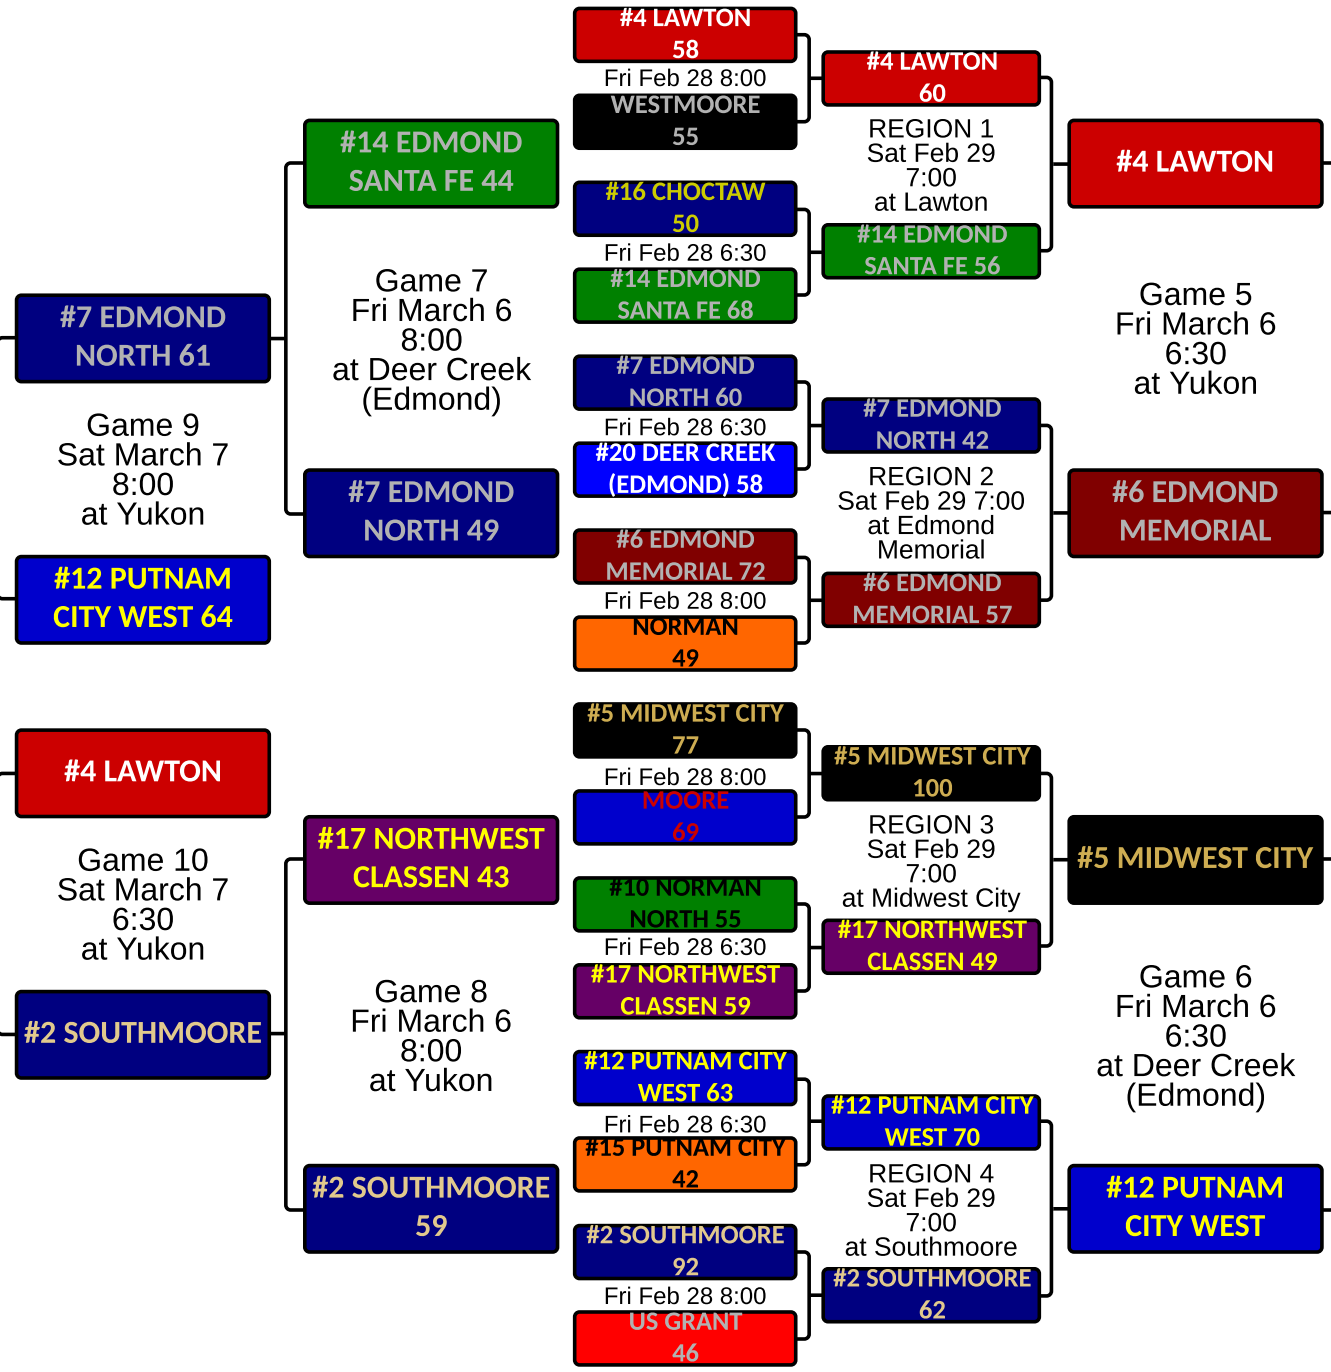 #7 EDMOND
NORTH 61
Game 9
Sat March 7
8:00
at Yukon
#12 PUTNAM
CITY WEST 64
#4 LAWTON
Game 10
Sat March 7
6:30
at Yukon
#2 SOUTHMOORE
#14 EDMOND
SANTA FE 44
Game 7
Fri March 6
8:00
at Deer Creek
(Edmond)
#7 EDMOND
NORTH 49
#17 NORTHWEST
CLASSEN 43
Game 8
Fri March 6
8:00
at Yukon
#2 SOUTHMOORE
59
#4 LAWTON
58
Fri Feb 28 8:00
WESTMOORE
55
#16 CHOCTAW
50
Fri Feb 28 6:30
#14 EDMOND
SANTA FE 68
#7 EDMOND
NORTH 60
Fri Feb 28 6:30
#20 DEER CREEK
(EDMOND) 58
#6 EDMOND
MEMORIAL 72
Fri Feb 28 8:00
NORMAN
49
#5 MIDWEST CITY
77
Fri Feb 28 8:00
MOORE
69
#10 NORMAN
NORTH 55
Fri Feb 28 6:30
#17 NORTHWEST
CLASSEN 59
#12 PUTNAM CITY
WEST 63
Fri Feb 28 6:30
#15 PUTNAM CITY
42
#2 SOUTHMOORE
92
Fri Feb 28 8:00
US GRANT
46
#4 LAWTON
60
REGION 1
Sat Feb 29
7:00
at Lawton
#14 EDMOND
SANTA FE 56
#7 EDMOND
NORTH 42
REGION 2
Sat Feb 29 7:00
at Edmond
Memorial
#6 EDMOND
MEMORIAL 57
#5 MIDWEST CITY
100
REGION 3
Sat Feb 29
7:00
at Midwest City
#17 NORTHWEST
CLASSEN 49
#12 PUTNAM CITY
WEST 70
REGION 4
Sat Feb 29
7:00
at Southmoore
#2 SOUTHMOORE
62
#4 LAWTON
Game 5
Fri March 6
6:30
at Yukon
#6 EDMOND
MEMORIAL
#5 MIDWEST CITY
Game 6
Fri March 6
6:30
at Deer Creek
(Edmond)
#12 PUTNAM
CITY WEST